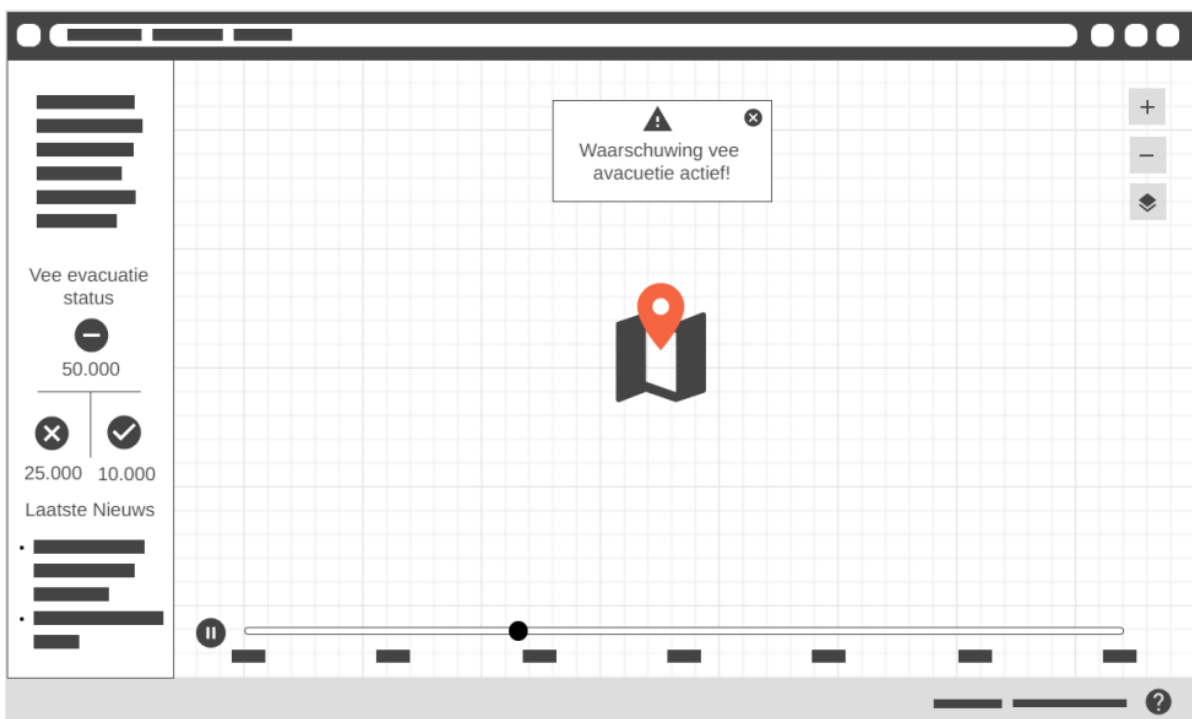 Waarschuwing vee
avacuetie actief!
Vee evacuatie
status
50.000
25.000 10.000
Laatste Nieuws